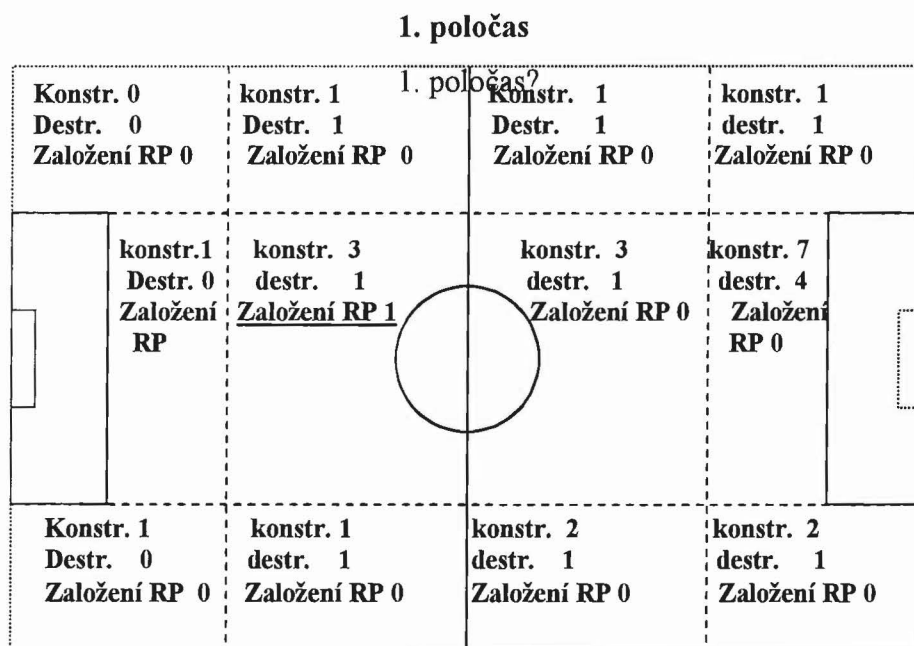 1. poločas
1. poločas?
Konstr. 0
Destr. 0
Založení RP 0
konstr. 1
Destr. 1
Založení RP 0
Konstr. 1
Destr. 1
Založení RP 0
konstr. 1
destr. 1
Založení RP 0
konstr.1
Destr. 0
Založení
RP
konstr. 3
destr. 1
Založení RP 1
konstr. 3
destr. 1
Založení RP 0
konstr. 7
destr. 4
Založení
RP 0
Konstr. 1
Destr. 0
Založení RP 0
konstr. 1
destr. 1
Založení RP 0
konstr. 2
destr. 1
Založení RP 0
konstr. 2
destr. 1
Založení RP 0